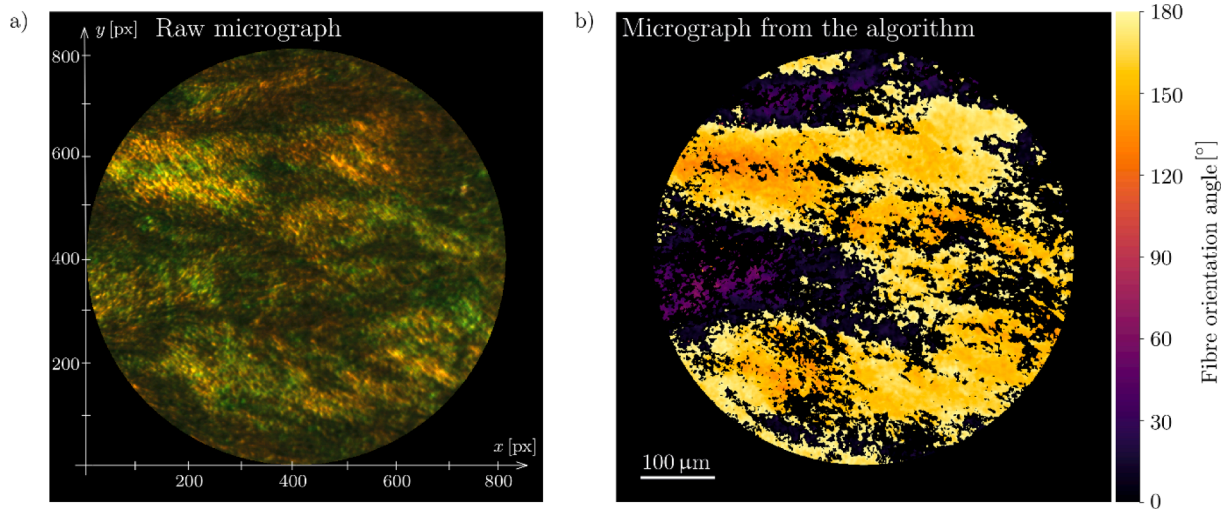 a)
y [px]
Raw micrograph
800
600
400
200
x [px]
200
400
600
800
b)
Micrograph from the algorithm
100 μm
180
150
120
90
60
30
0
Fibre orientation angle [°]